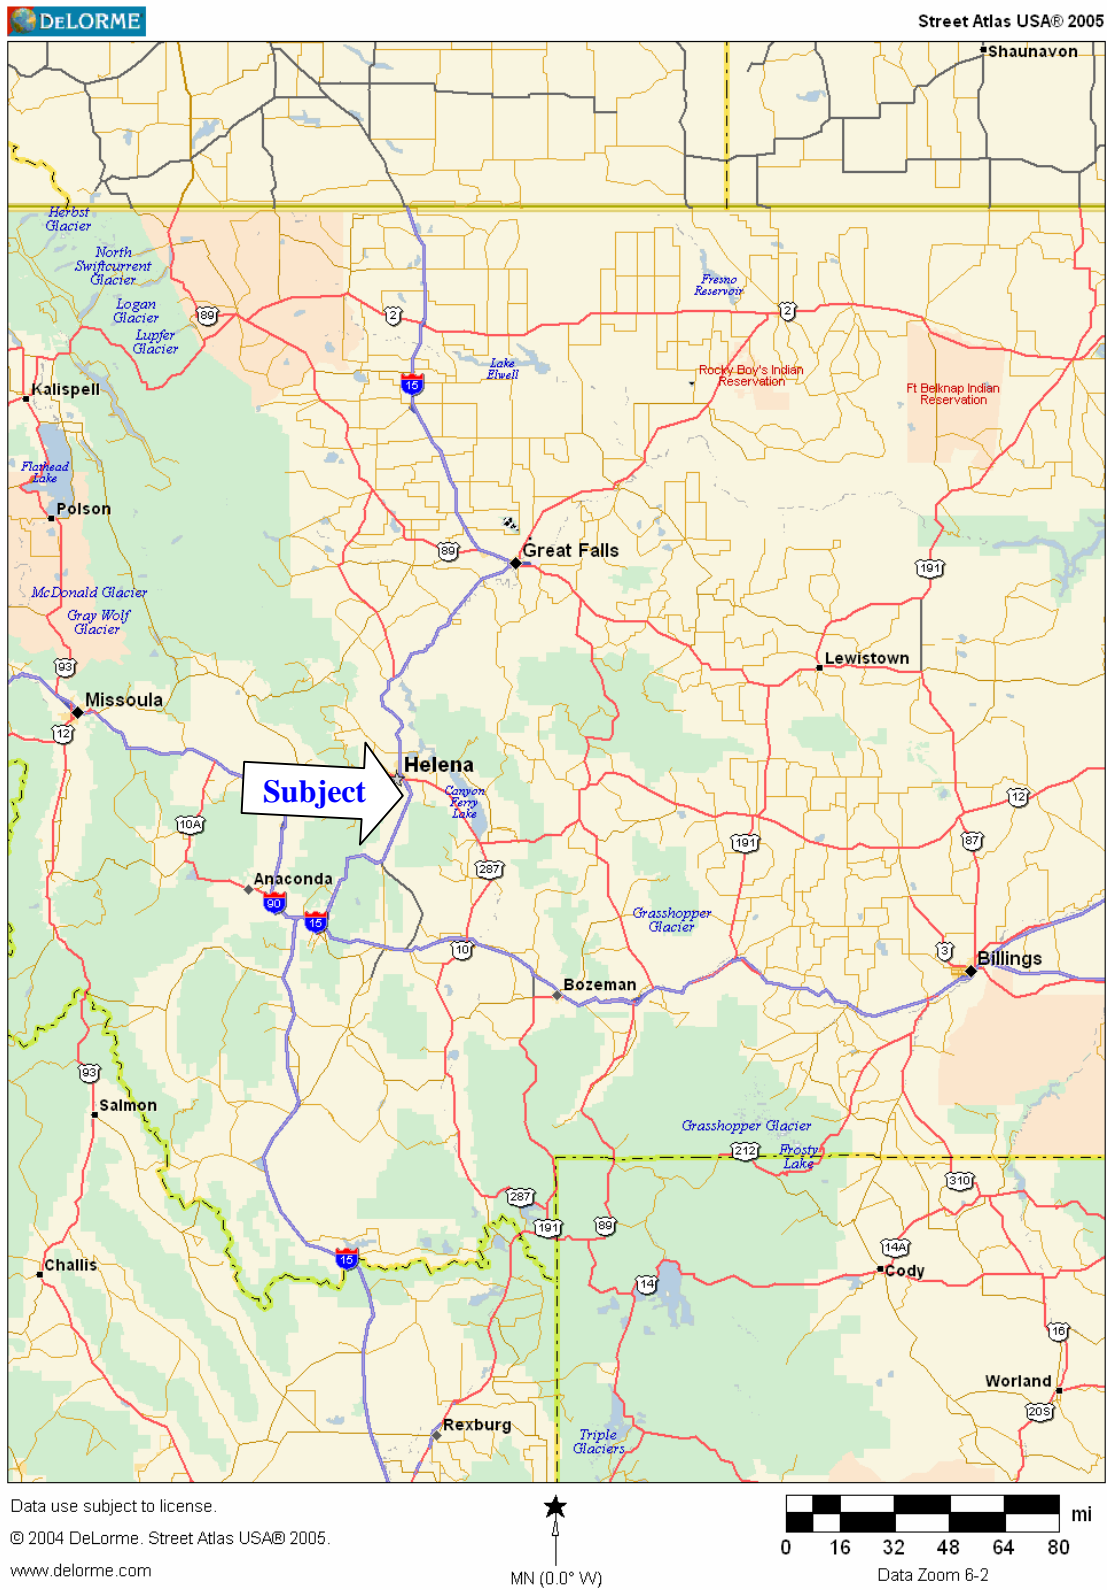 DELORME
Street Atlas USA® 2005
Shaunavon
Herbst
Glacier
North
Swiftcurrent
Glacier
Logan
Glacier
Lupfer
Glacier
89
2
Fresno
Reservoir
2
Lake
Elwell
15
Rocky Boy's Indian
Reservation
Ft Belknap Indian
Reservation
Kalispell
Flathead
Lake
Polson
89
Great Falls
191
McDonald Glacier
Gray Wolf
Glacier
93
Lewistown
Missoula
12
Helena
Subject
Canyon
Ferry
Lake
12
10A
191
87
287
Anaconda
90
15
Grasshopper
Glacier
10
3
Billings
Bozeman
93
Salmon
Grasshopper Glacier
212
Frosty
Lake
310
287
191
89
14A
15
Challis
14
Cody
16
Worland
20S
Rexburg
Triple
Glaciers
Data use subject to license.
© 2004 DeLorme. Street Atlas USA® 2005.
www.delorme.com
MN (0.0° W)
mi
0 16 32 48 64 80
Data Zoom 6-2